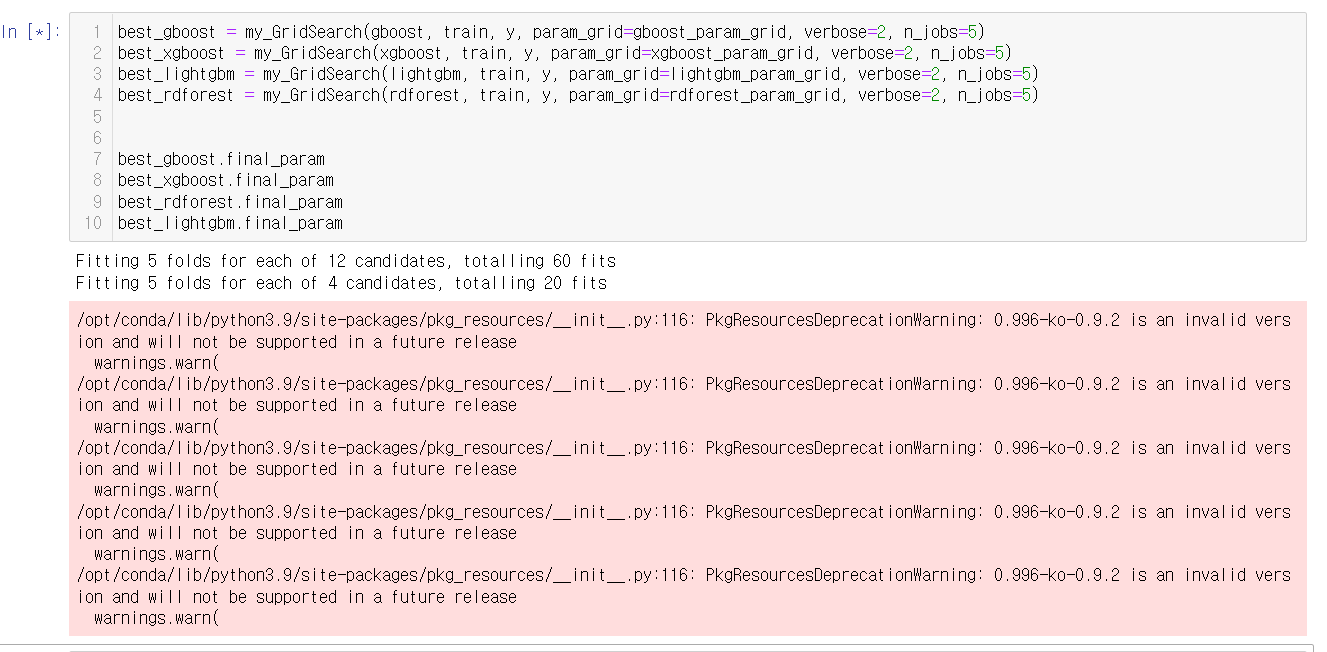 In [*]:
1 best_gboost = my_GridSearch(gboost, train, y, param_grid=gboost_param_grid, verbose=2, n_jobs=5)
2 best_xgboost = my_GridSearch(xgboost, train, y, param_grid=xgboost_param_grid, verbose=2, n_jobs=5)
3 best_lightgbm = my_GridSearch(lightgbm, train, y, param_grid=lightgbm_param_grid, verbose=2, n_jobs=5)
4 best_rdforest = my_GridSearch(rdforest, train, y, param_grid=rdforest_param_grid, verbose=2, n_jobs=5)
5
6
7 best_gboost.final_param
8 best_xgboost.final_param
9 best_rdforest.final_param
10 best_lightgbm.final_param
Fitting 5 folds for each of 12 candidates, totalling 60 fits
Fitting 5 folds for each of 4 candidates, totalling 20 fits
/opt/conda/lib/python3.9/site-packages/pkg_resources/__init__.py:116: PkgResourcesDeprecationWarning: 0.996-ko-0.9.2 is an invalid vers
ion and will not be supported in a future release
  warnings.warn(
/opt/conda/lib/python3.9/site-packages/pkg_resources/__init__.py:116: PkgResourcesDeprecationWarning: 0.996-ko-0.9.2 is an invalid vers
ion and will not be supported in a future release
  warnings.warn(
/opt/conda/lib/python3.9/site-packages/pkg_resources/__init__.py:116: PkgResourcesDeprecationWarning: 0.996-ko-0.9.2 is an invalid vers
ion and will not be supported in a future release
  warnings.warn(
/opt/conda/lib/python3.9/site-packages/pkg_resources/__init__.py:116: PkgResourcesDeprecationWarning: 0.996-ko-0.9.2 is an invalid vers
ion and will not be supported in a future release
  warnings.warn(
/opt/conda/lib/python3.9/site-packages/pkg_resources/__init__.py:116: PkgResourcesDeprecationWarning: 0.996-ko-0.9.2 is an invalid vers
ion and will not be supported in a future release
  warnings.warn(